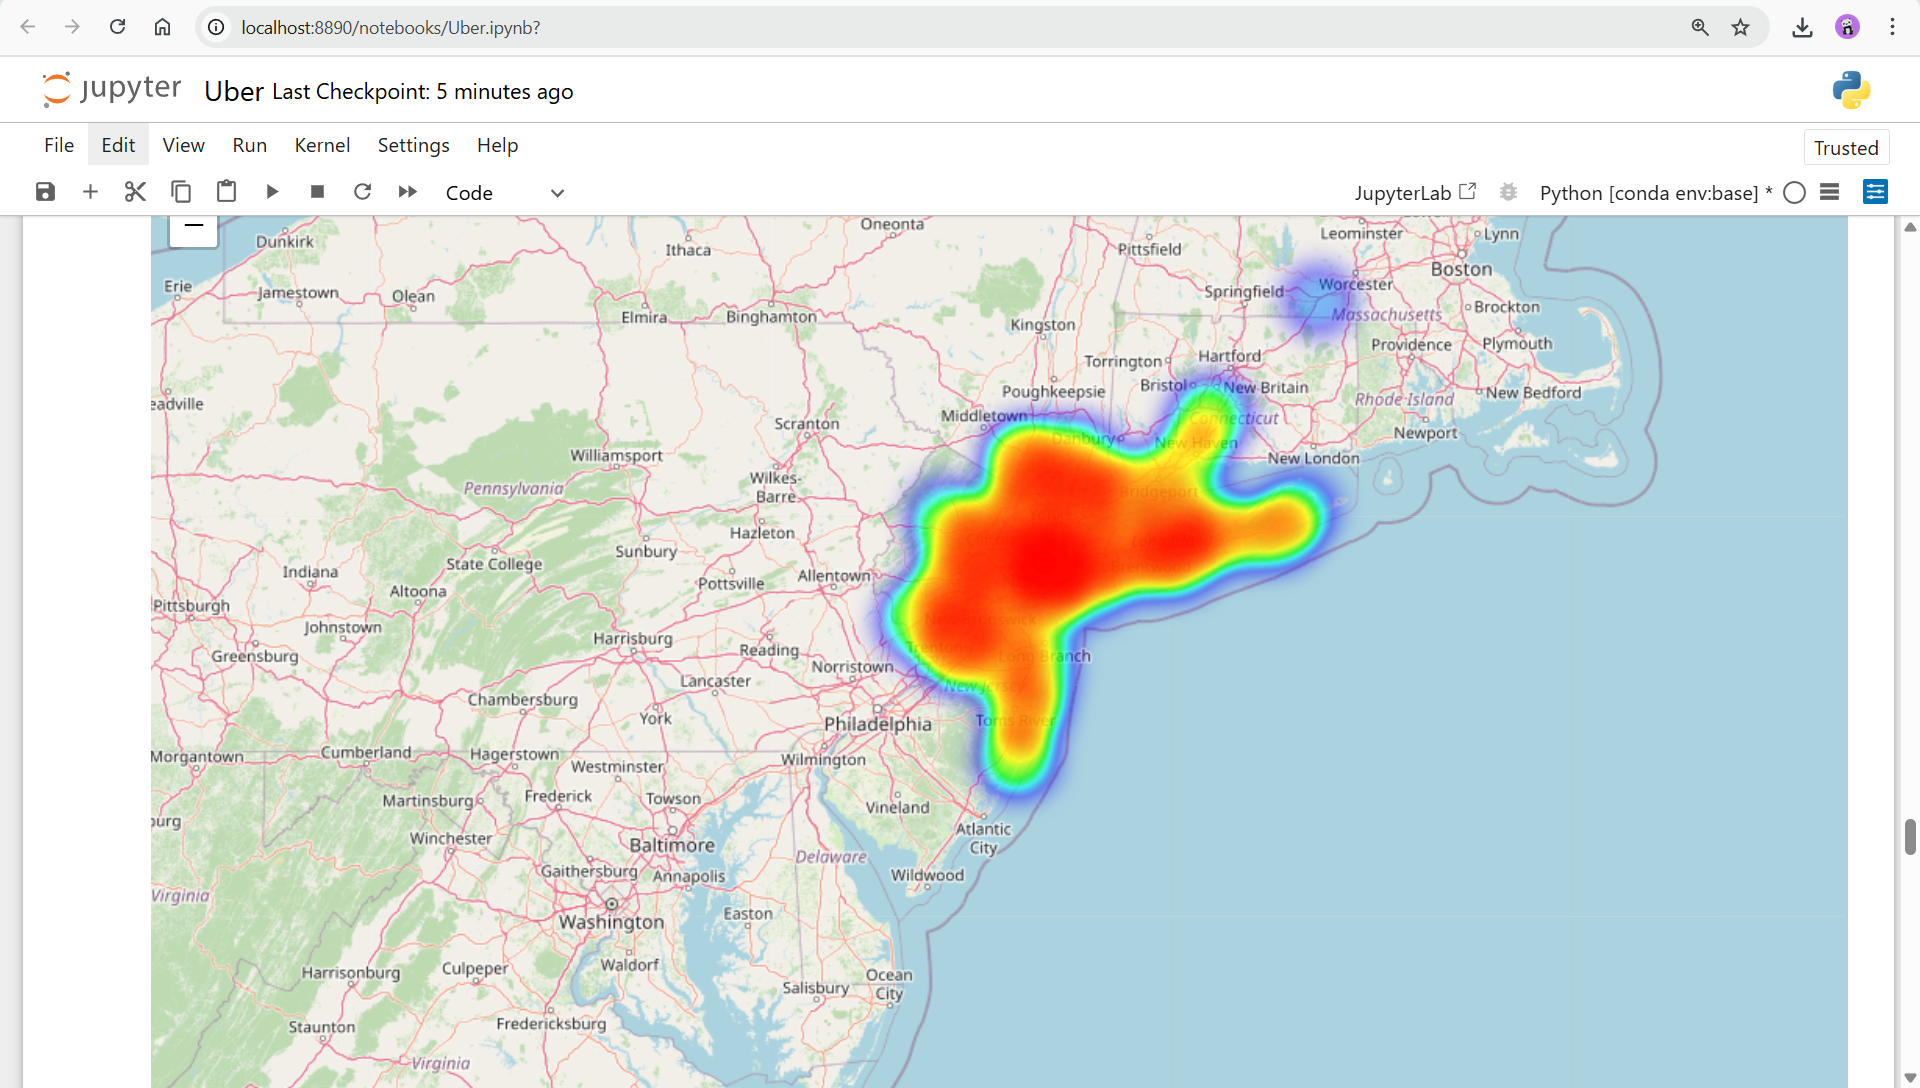 localhost:8890/notebooks/Uber.ipynb?
jupyter Uber Last Checkpoint: 5 minutes ago
File Edit View Run Kernel Settings Help Trusted
Code JupyterLab Python [conda env:base] *
Oneonta
Leominster
Lynn
Dunkirk
Ithaca
Pittsfield
Boston
Erie
Jamestown
Olean
Springfield
Worcester
Elmira
Binghamton
Massachusetts
Brockton
Kingston
Torrington
Hartford
Providence
Plymouth
Poughkeepsie
Bristol
New Britain
Rhode Island
New Bedford
eadville
Middletown
Scranton
Connecticut
Danbury
New Haven
Newport
Williamsport
New London
Pennsylvania
Wilkes-
Barre
Bridgeport
Hazleton
Sunbury
State College
Indiana
Altoona
Pottsville
Allentown
Pittsburgh
Johnstown
Harrisburg
Reading
New Brunswick
Trenton
Long Branch
Greensburg
Norristown
Lancaster
New Jersey
Chambersburg
York
Philadelphia
Toms River
Morgantown
Cumberland
Hagerstown
Westminster
Wilmington
Martinsburg
Frederick
Towson
Vineland
burg
Winchester
Baltimore
Atlantic
City
Delaware
Gaithersburg
Annapolis
Wildwood
Virginia
Washington
Easton
Harrisonburg
Culpeper
Waldorf
Salisbury
Ocean
City
Staunton
Fredericksburg
Virginia